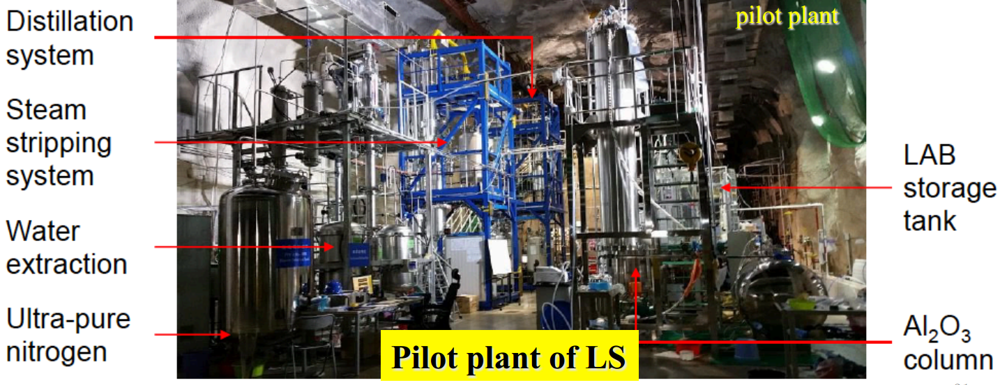 Distillation
system
Steam
stripping
system
Water
extraction
Ultra-pure
nitrogen
pilot plant
Pilot plant of LS
LAB
storage
tank
Al₂O₃
column